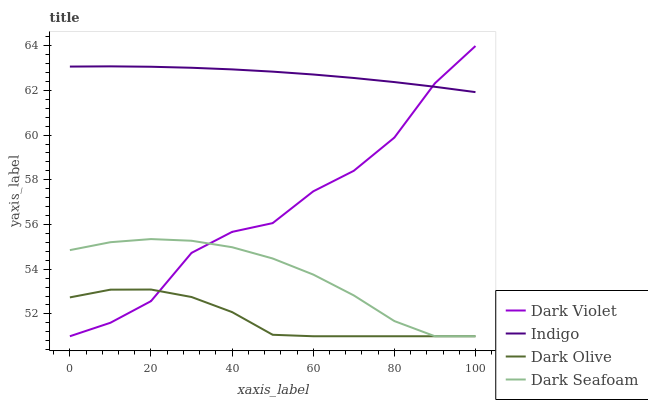 title
yaxis_label
64
62
60
58
56
54
52
0
20
40
60
80
100
xaxis_label
Dark Violet
Indigo
Dark Olive
Dark Seafoam